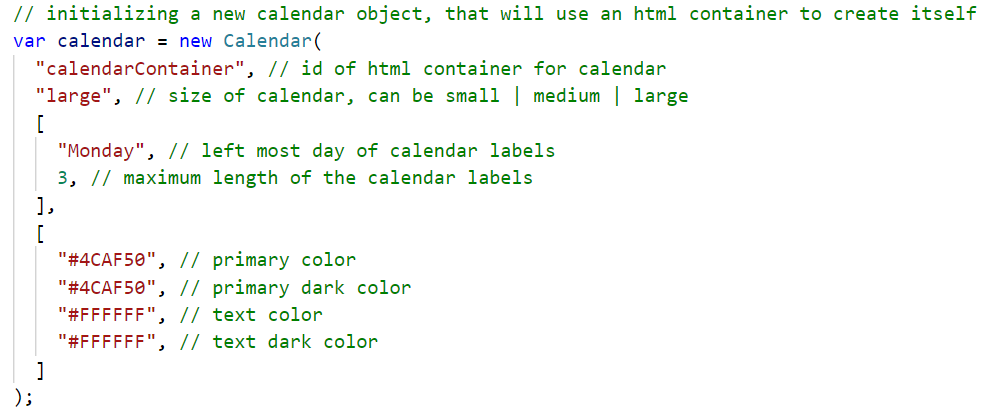 // initializing a new calendar object, that will use an html container to create itself
var calendar = new Calendar(
"calendarContainer", // id of html container for calendar
"large", // size of calendar, can be small | medium | large
[
"Monday", // left most day of calendar labels
3, // maximum length of the calendar labels
],
[
"#4CAF50", // primary color
"#4CAF50", // primary dark color
"#FFFFFF", // text color
"#FFFFFF", // text dark color
]
);